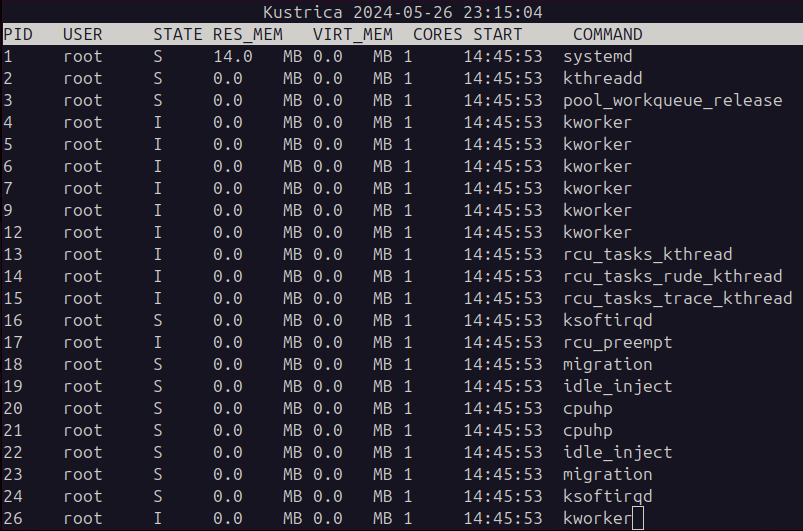 Kustrica 2024-05-26 23:15:04
PID USER STATE RES_MEM VIRT_MEM CORES START COMMAND
1 root S 14.0 MB 0.0 MB 1 14:45:53 systemd
2 root S 0.0 MB 0.0 MB 1 14:45:53 kthreadd
3 root S 0.0 MB 0.0 MB 1 14:45:53 pool_workqueue_release
4 root I 0.0 MB 0.0 MB 1 14:45:53 kworker
5 root I 0.0 MB 0.0 MB 1 14:45:53 kworker
6 root I 0.0 MB 0.0 MB 1 14:45:53 kworker
7 root I 0.0 MB 0.0 MB 1 14:45:53 kworker
9 root I 0.0 MB 0.0 MB 1 14:45:53 kworker
12 root I 0.0 MB 0.0 MB 1 14:45:53 kworker
13 root I 0.0 MB 0.0 MB 1 14:45:53 rcu_tasks_kthread
14 root I 0.0 MB 0.0 MB 1 14:45:53 rcu_tasks_rude_kthread
15 root I 0.0 MB 0.0 MB 1 14:45:53 rcu_tasks_trace_kthread
16 root S 0.0 MB 0.0 MB 1 14:45:53 ksoftirqd
17 root I 0.0 MB 0.0 MB 1 14:45:53 rcu_preempt
18 root S 0.0 MB 0.0 MB 1 14:45:53 migration
19 root S 0.0 MB 0.0 MB 1 14:45:53 idle_inject
20 root S 0.0 MB 0.0 MB 1 14:45:53 cpuhp
21 root S 0.0 MB 0.0 MB 1 14:45:53 cpuhp
22 root S 0.0 MB 0.0 MB 1 14:45:53 idle_inject
23 root S 0.0 MB 0.0 MB 1 14:45:53 migration
24 root S 0.0 MB 0.0 MB 1 14:45:53 ksoftirqd
26 root I 0.0 MB 0.0 MB 1 14:45:53 kworker